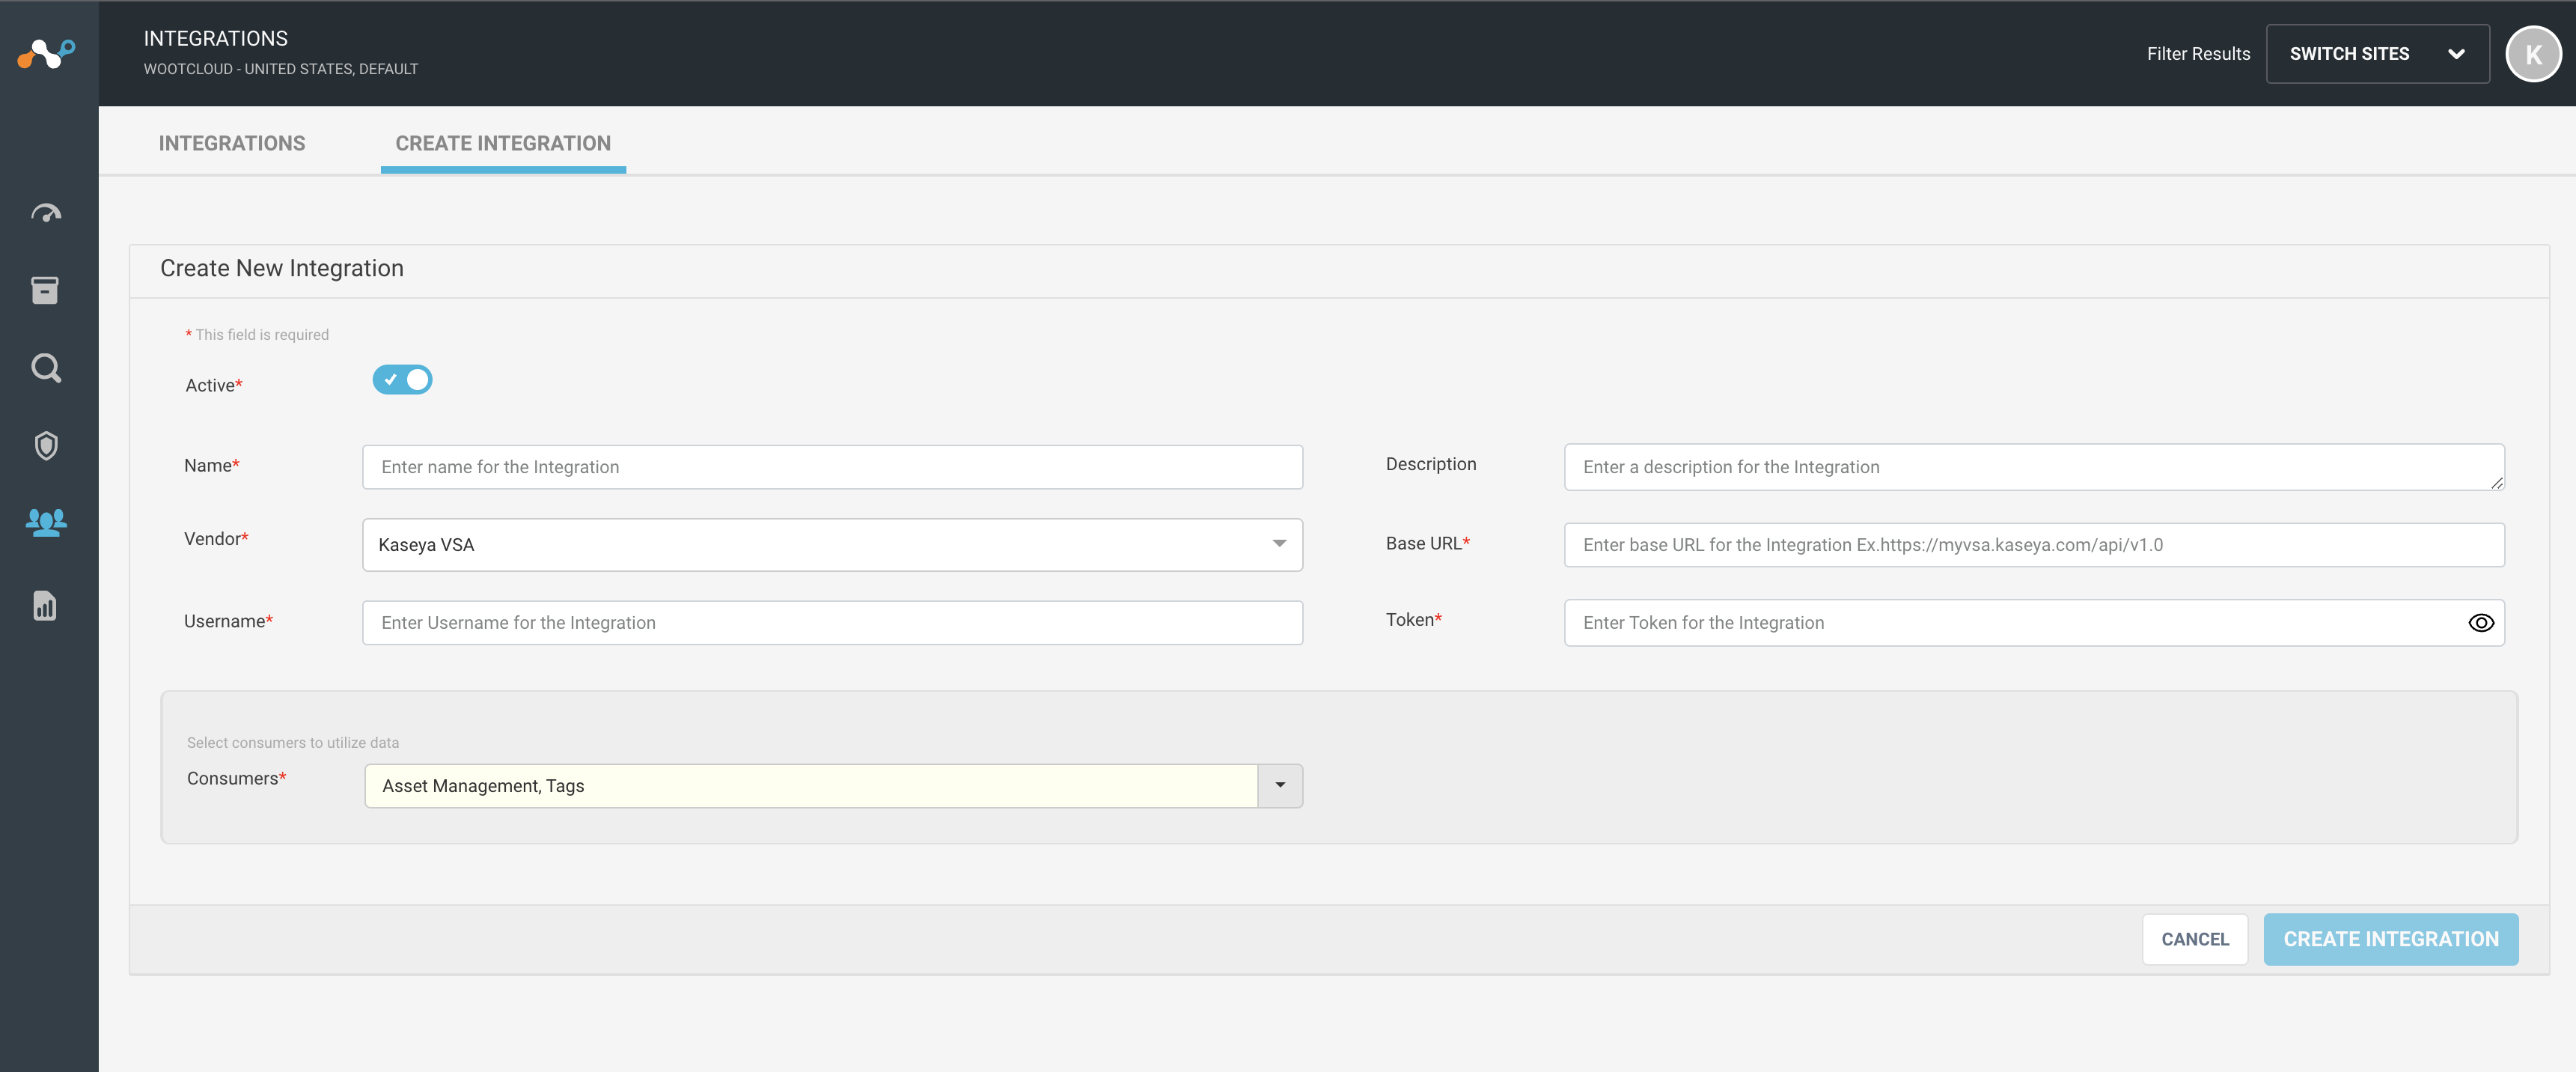 INTEGRATIONS
WOOTCLOUD - UNITED STATES, DEFAULT
Filter Results
SWITCH SITES
K
INTEGRATIONS
CREATE INTEGRATION
Create New Integration
* This field is required
Active*
Name*
Enter name for the Integration
Description
Enter a description for the Integration
Vendor*
Kaseya VSA
Base URL*
Enter base URL for the Integration Ex.https://myvsa.kaseya.com/api/v1.0
Username*
Enter Username for the Integration
Token*
Enter Token for the Integration
Select consumers to utilize data
Consumers*
Asset Management, Tags
CANCEL
CREATE INTEGRATION